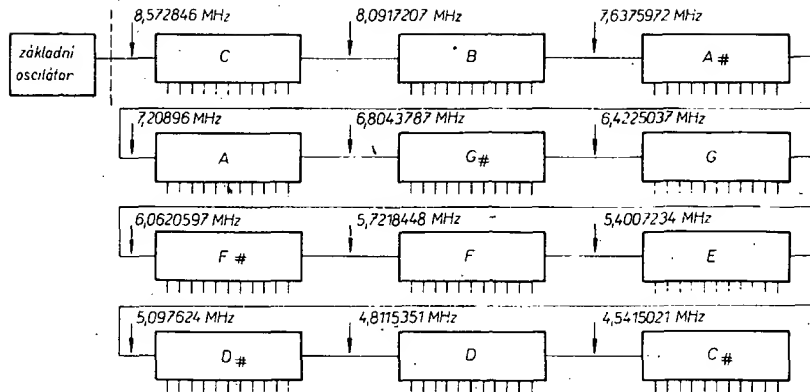 8,572846 MHz
8,0917207 MHz
7,6375972 MHz
základní
oscilátor
C
B
A#
7,20896 MHz
6,8043787 MHz
6,4225037 MHz
A
G#
G
6,0620597 MHz
5,7218448 MHz
5,4007234 MHz
F#
F
E
5,097624 MHz
4,8115351 MHz
4,5415021 MHz
D#
D
C#